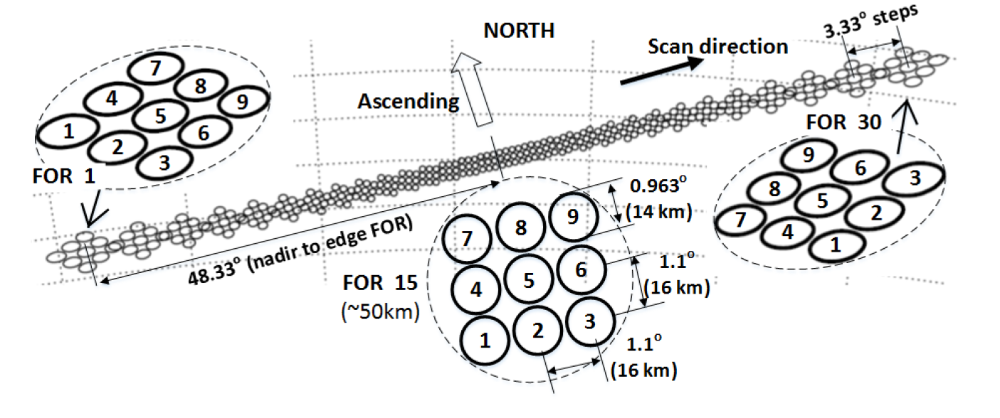 NORTH
3.33° steps
Scan direction
Ascending
7
8
4
9
5
1
6
2
3
FOR 1
FOR 30
9
6
3
8
5
2
7
4
1
48.33° (nadir to edge FOR)
0.963°
(14 km)
9
8
7
6
5
4
3
2
1
1.1°
(16 km)
FOR 15
(~50km)
1.1°
(16 km)